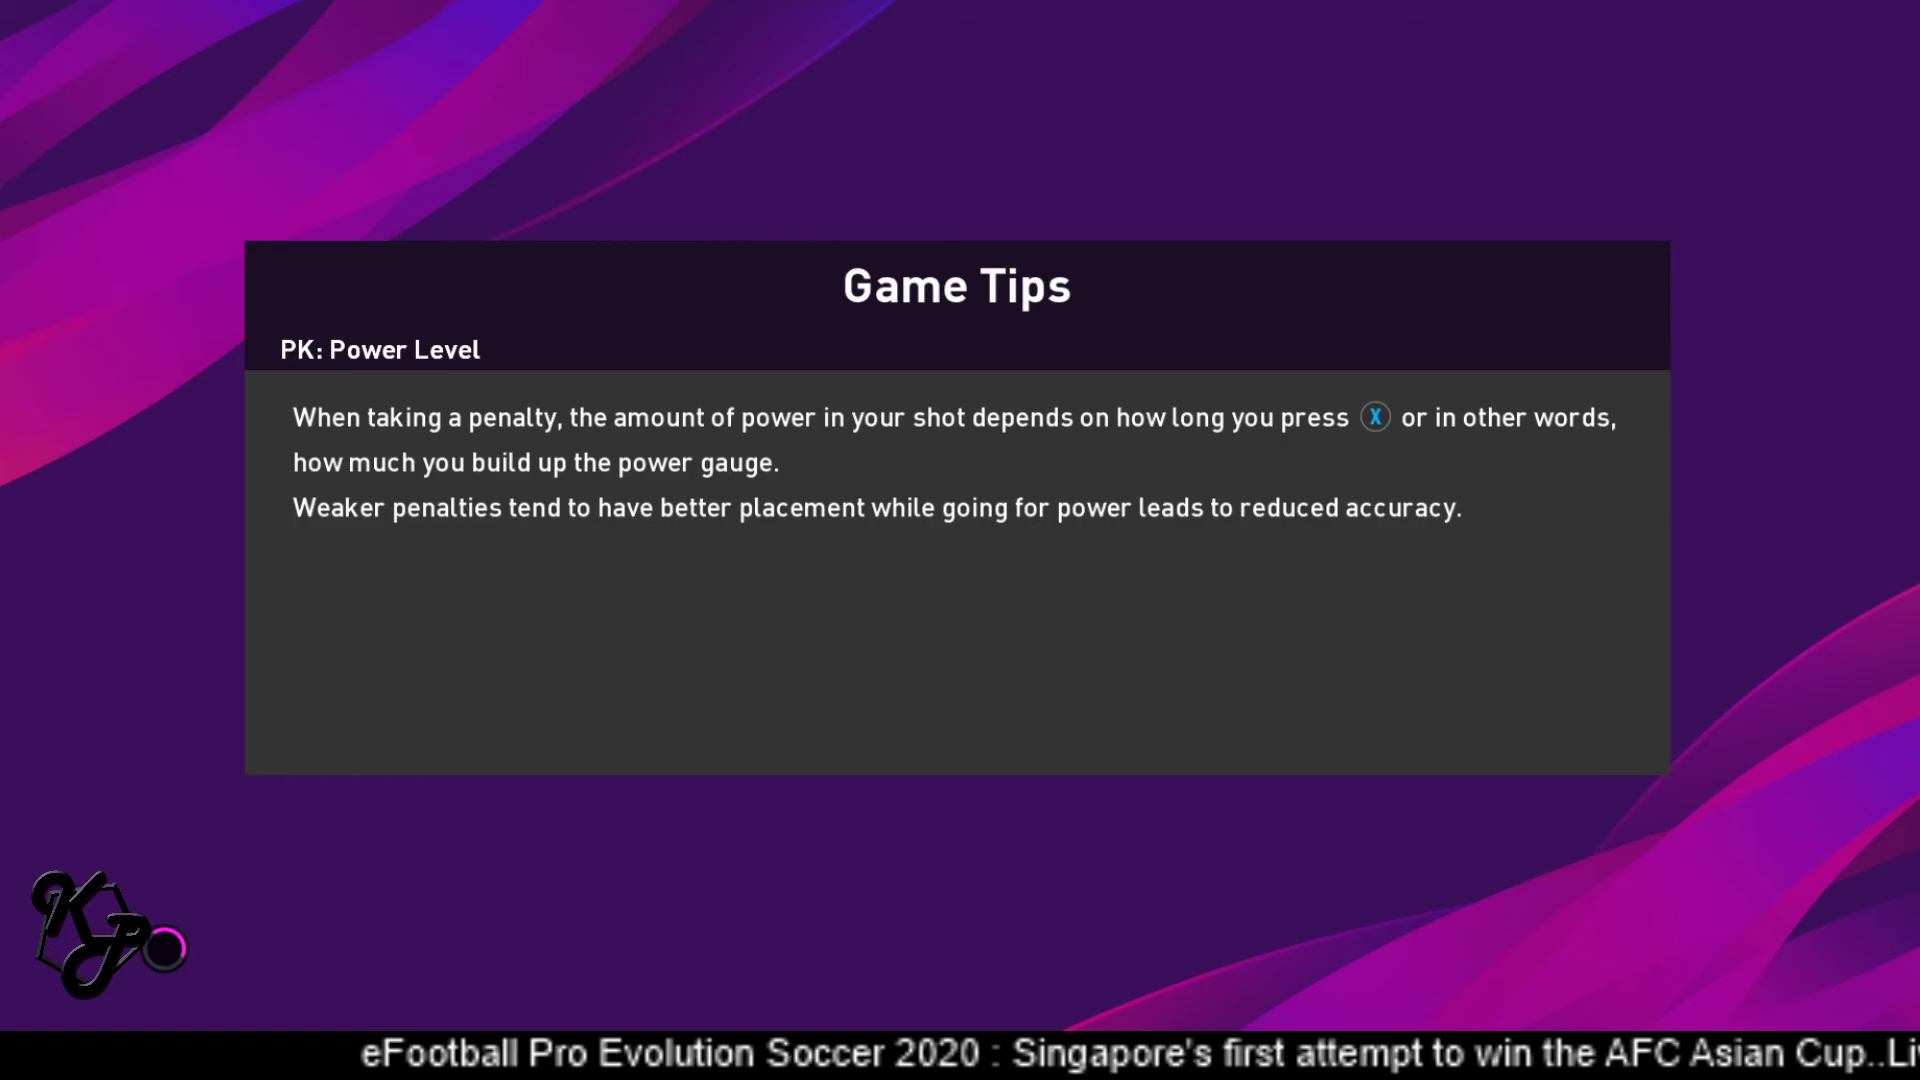 Game Tips
PK: Power Level
When taking a penalty, the amount of power in your shot depends on how long you press X or in other words,
how much you build up the power gauge.
Weaker penalties tend to have better placement while going for power leads to reduced accuracy.
KJP
eFootball Pro Evolution Soccer 2020 : Singapore's first attempt to win the AFC Asian Cup..Liv